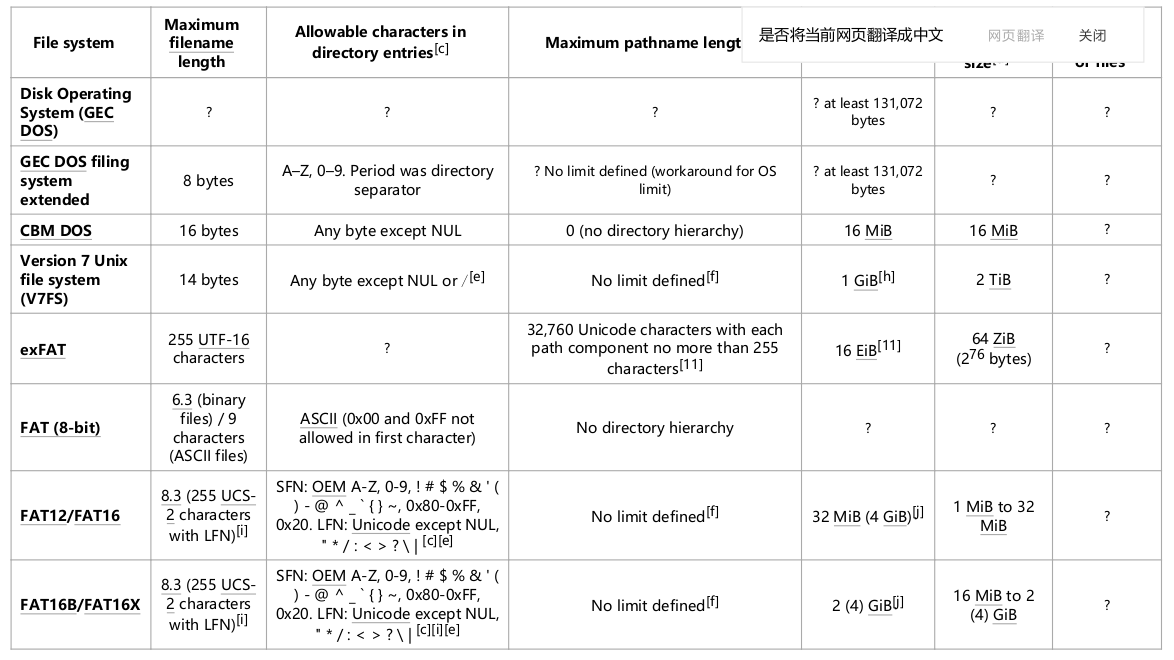 File system
Maximum
filename
length
Allowable characters in
directory entries[c]
Maximum pathname lengt
是否将当前网页翻译成中文
网页翻译
关闭
Disk Operating
System (GEC
DOS)
?
?
?
? at least 131,072
bytes
?
?
GEC DOS filing
system
extended
8 bytes
A–Z, 0–9. Period was directory
separator
? No limit defined (workaround for OS
limit)
? at least 131,072
bytes
?
?
CBM DOS
16 bytes
Any byte except NUL
0 (no directory hierarchy)
16 MiB
16 MiB
?
Version 7 Unix
file system
(V7FS)
14 bytes
Any byte except NUL or /[e]
No limit defined[f]
1 GiB[h]
2 TiB
?
exFAT
255 UTF-16
characters
?
32,760 Unicode characters with each
path component no more than 255
characters[11]
16 EiB[11]
64 ZiB
(276 bytes)
?
FAT (8-bit)
6.3 (binary
files) / 9
characters
(ASCII files)
ASCII (0x00 and 0xFF not
allowed in first character)
No directory hierarchy
?
?
?
FAT12/FAT16
8.3 (255 UCS-
2 characters
with LFN)[i]
SFN: OEM A-Z, 0-9, ! # $ % & ' (
) - @ ^ _ ` { } ~, 0x80-0xFF,
0x20. LFN: Unicode except NUL,
" * / : < > ? \ | [c][e]
No limit defined[f]
32 MiB (4 GiB)[j]
1 MiB to 32
MiB
?
FAT16B/FAT16X
8.3 (255 UCS-
2 characters
with LFN)[i]
SFN: OEM A-Z, 0-9, ! # $ % & ' (
) - @ ^ _ ` { } ~, 0x80-0xFF,
0x20. LFN: Unicode except NUL,
" * / : < > ? \ | [c][i][e]
No limit defined[f]
2 (4) GiB[j]
16 MiB to 2
(4) GiB
?